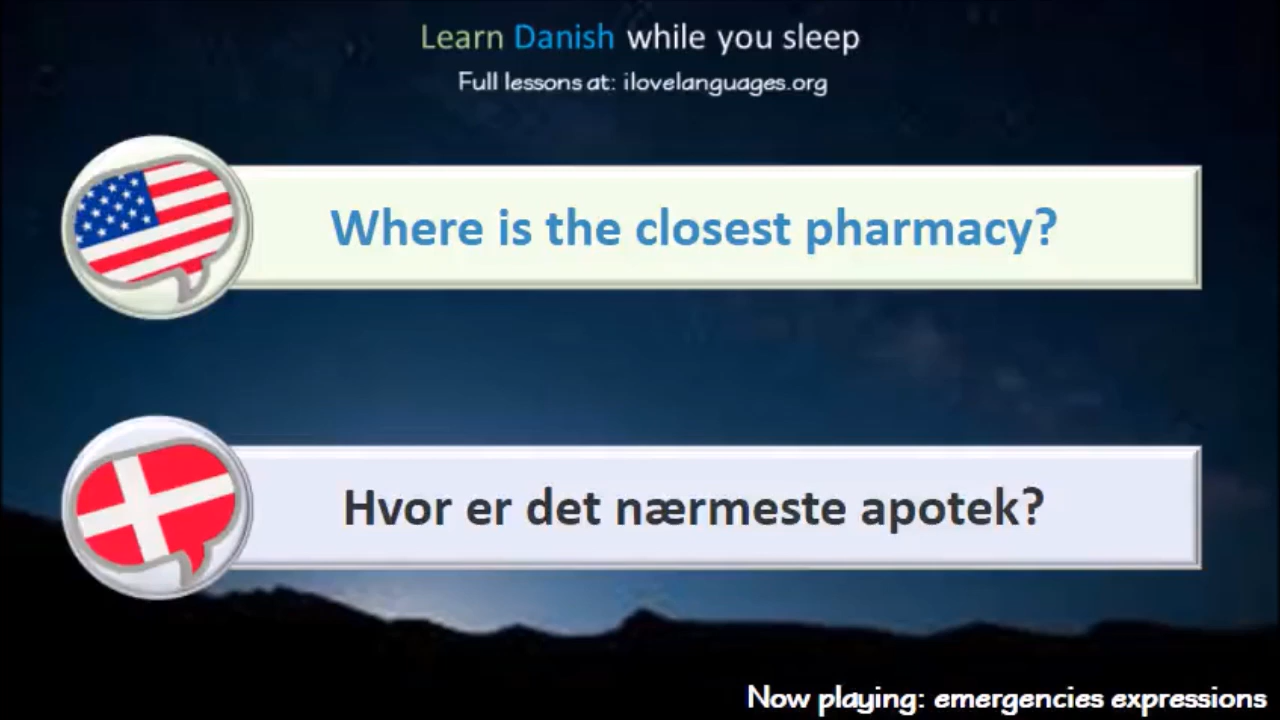 Learn Danish while you sleep
Full lessons at: ilovelanguages.org
Where is the closest pharmacy?
Hvor er det nærmeste apotek?
Now playing: emergencies expressions